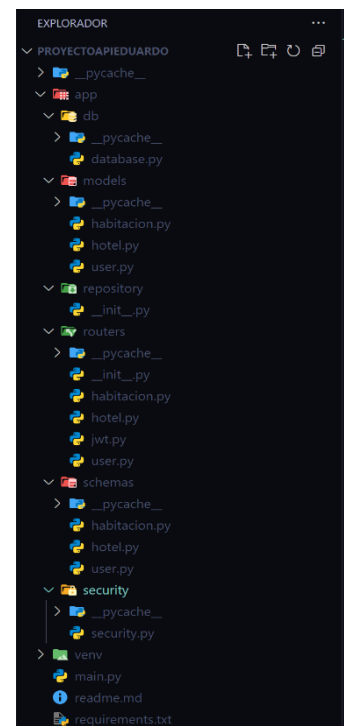 EXPLORADOR
PROYECTOAPIEDUARDO
__pycache__
app
db
__pycache__
database.py
models
__pycache__
habitacion.py
hotel.py
user.py
repository
__init__.py
routers
__pycache__
__init__.py
habitacion.py
hotel.py
jwt.py
user.py
schemas
__pycache__
habitacion.py
hotel.py
user.py
security
__pycache__
security.py
venv
main.py
readme.md
requirements.txt